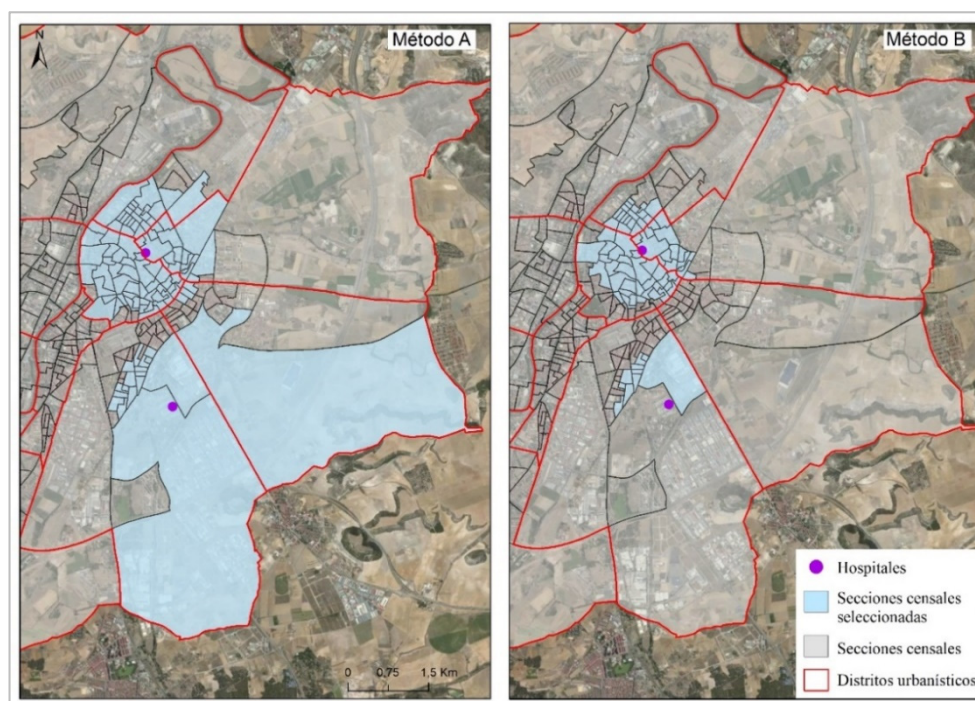 Método A
N
Método B
0 0,75 1,5 Km
Hospitales
Secciones censales
seleccionadas
Secciones censales
Distritos urbanísticos